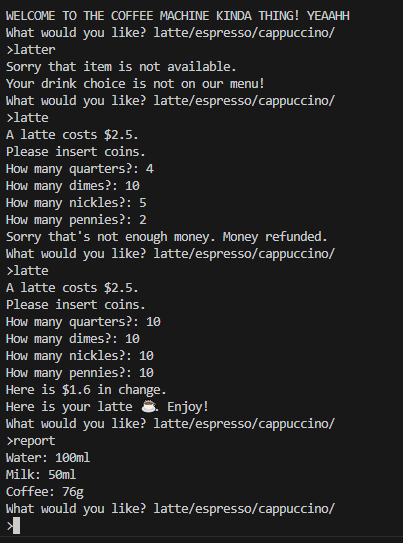 WELCOME TO THE COFFEE MACHINE KINDA THING! YEAAHH
What would you like? latte/espresso/cappuccino/
>latter
Sorry that item is not available.
Your drink choice is not on our menu!
What would you like? latte/espresso/cappuccino/
>latte
A latte costs $2.5.
Please insert coins.
How many quarters?: 4
How many dimes?: 10
How many nickles?: 5
How many pennies?: 2
Sorry that's not enough money. Money refunded.
What would you like? latte/espresso/cappuccino/
>latte
A latte costs $2.5.
Please insert coins.
How many quarters?: 10
How many dimes?: 10
How many nickles?: 10
How many pennies?: 10
Here is $1.6 in change.
Here is your latte ☕. Enjoy!
What would you like? latte/espresso/cappuccino/
>report
Water: 100ml
Milk: 50ml
Coffee: 76g
What would you like? latte/espresso/cappuccino/
>